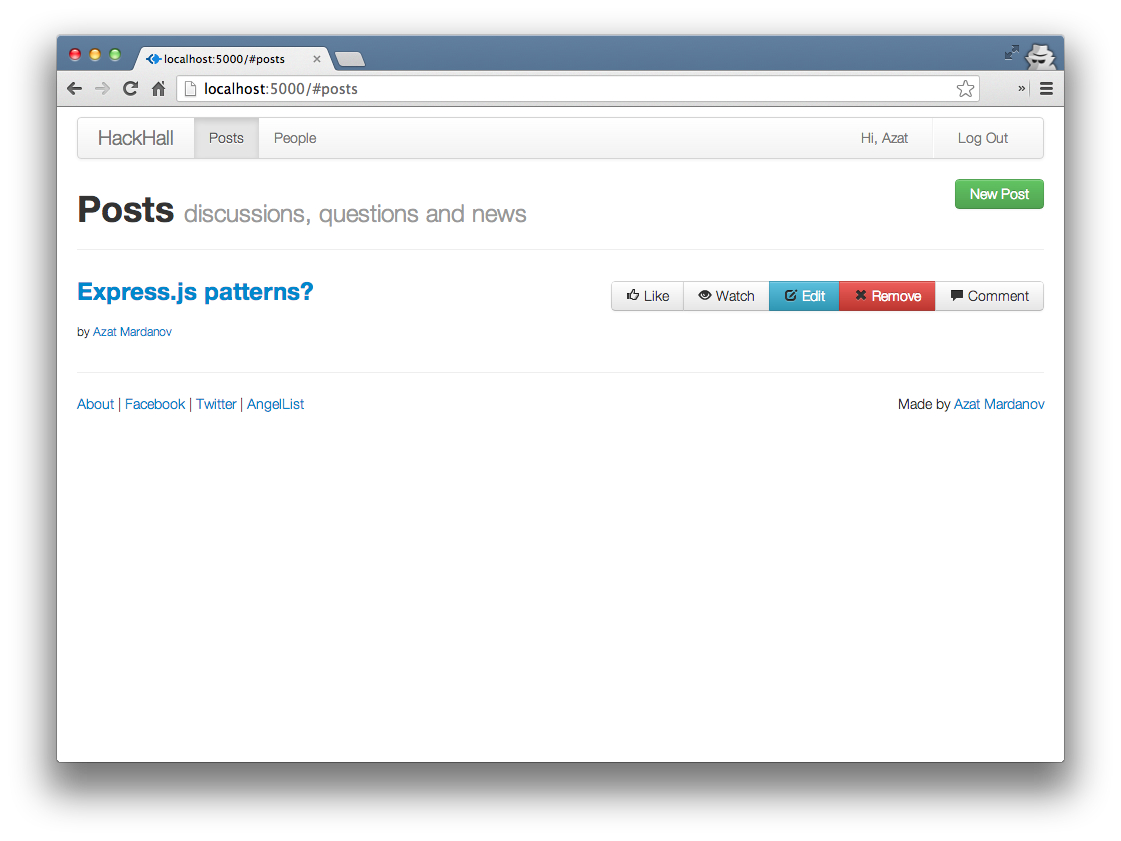 localhost:5000/#posts
localhost:5000/#posts
HackHall Posts People Hi, Azat Log Out
New Post
Posts discussions, questions and news
Express.js patterns? Like Watch Edit Remove Comment
by Azat Mardanov
About | Facebook | Twitter | AngelList Made by Azat Mardanov